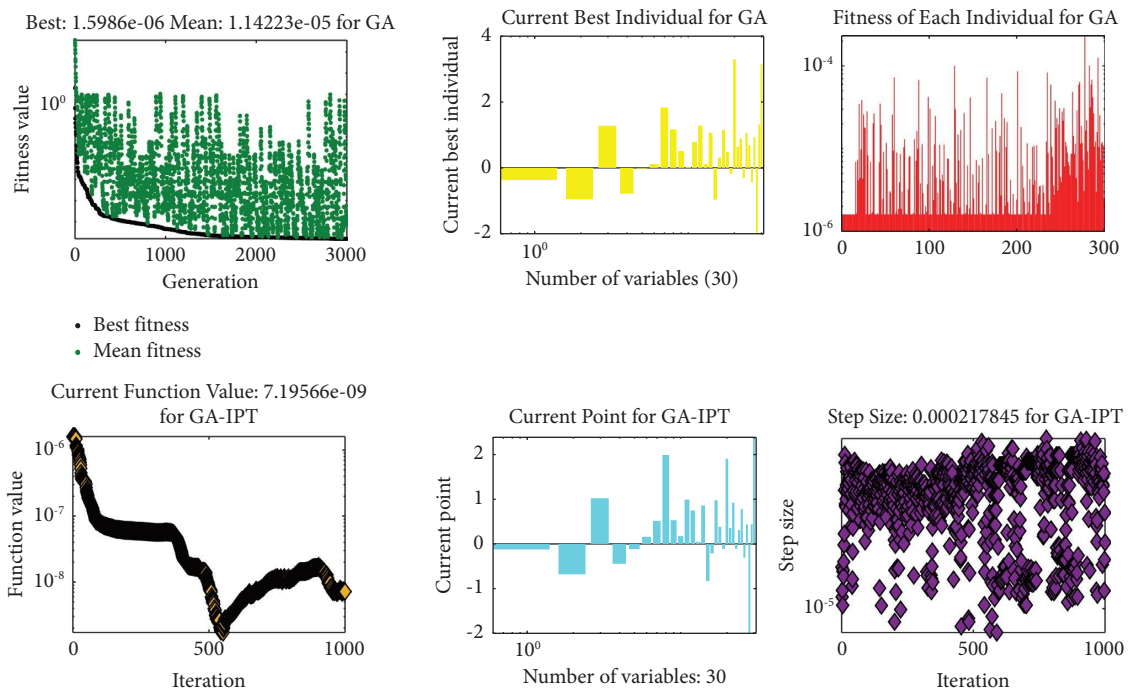 Best: 1.5986e-06 Mean: 1.14223e-05 for GA
Fitness value
10^0
0
1000
2000
3000
Generation
• Best fitness
• Mean fitness
Current Best Individual for GA
Current best individual
4
2
0
-2
10^0
Number of variables (30)
Fitness of Each Individual for GA
10^-4
10^-5
10^-6
0
100
200
300
Current Function Value: 7.19566e-09
for GA-IPT
Function value
10^-6
10^-7
10^-8
0
500
1000
Iteration
Current Point for GA-IPT
Current point
2
1
0
-1
-2
10^0
Number of variables: 30
Step Size: 0.000217845 for GA-IPT
Step size
10^-5
0
500
1000
Iteration